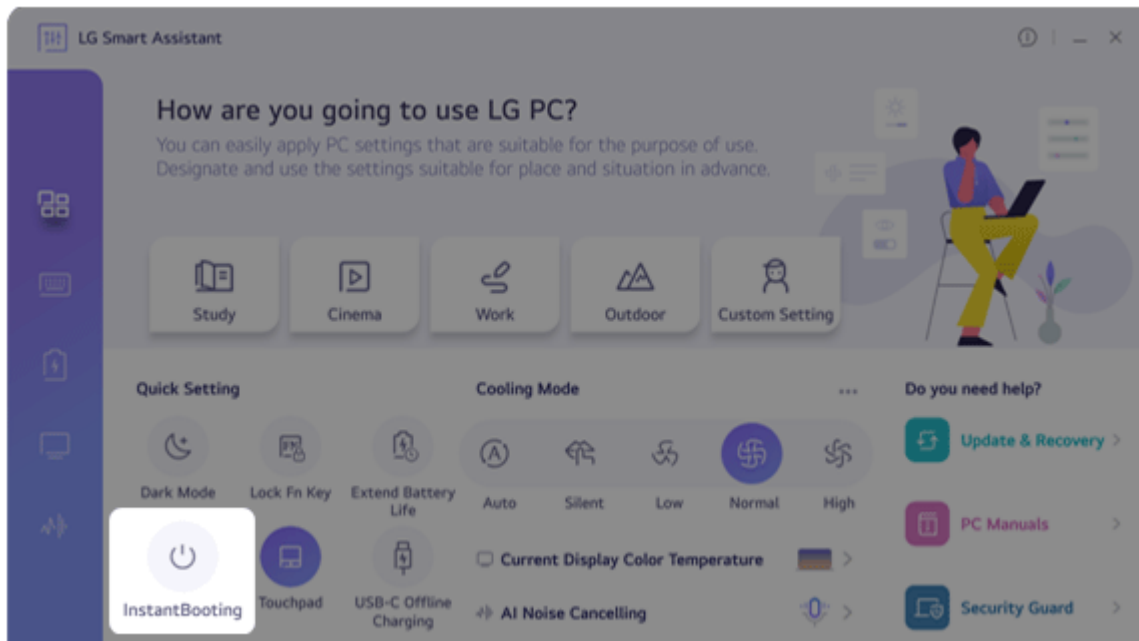 LG Smart Assistant
How are you going to use LG PC?
You can easily apply PC settings that are suitable for the purpose of use.
Designate and use the settings suitable for place and situation in advance.
Study
Cinema
Work
Outdoor
Custom Setting
Quick Setting
Dark Mode
Lock Fn Key
Extend Battery
Life
InstantBooting
Touchpad
USB-C Offline
Charging
Cooling Mode
Auto
Silent
Low
Normal
High
Current Display Color Temperature
AI Noise Cancelling
Do you need help?
Update & Recovery
PC Manuals
Security Guard